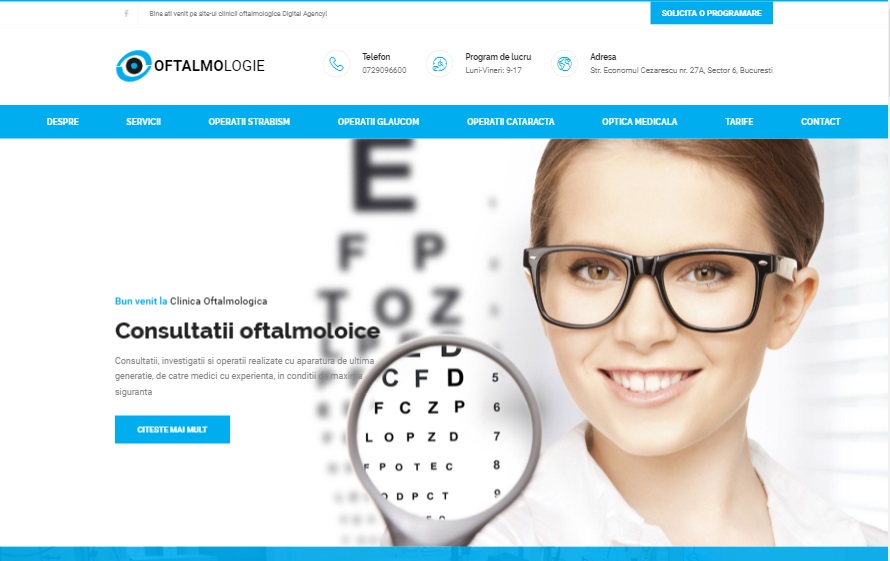 Bine ati venit pe site-ul clinicii oftalmologice Digital Agency!
SOLICITA O PROGRAMARE
OFTALMOLOGIE
Telefon
0729096600
Program de lucru
Luni-Vineri: 9-17
Adresa
Str. Economul Cezarescu nr. 27A, Sector 6, Bucuresti
DESPRE SERVICII OPERATII STRABISM OPERATII GLAUCOM OPERATII CATARACTA OPTICA MEDICALA TARIFE CONTACT
E
F P
T O Z
Bun venit la Clinica Oftalmologica
Consultatii oftalmoloice
Consultatii, investigatii si operatii realizate cu aparatura de ultima
generatie, de catre medici cu experienta, in conditii de maxima
siguranta
CITESTE MAI MULT
E D
C F D 5
F C Z P 6
L O P Z D 7
F P O T E C 8
O D P C T 9